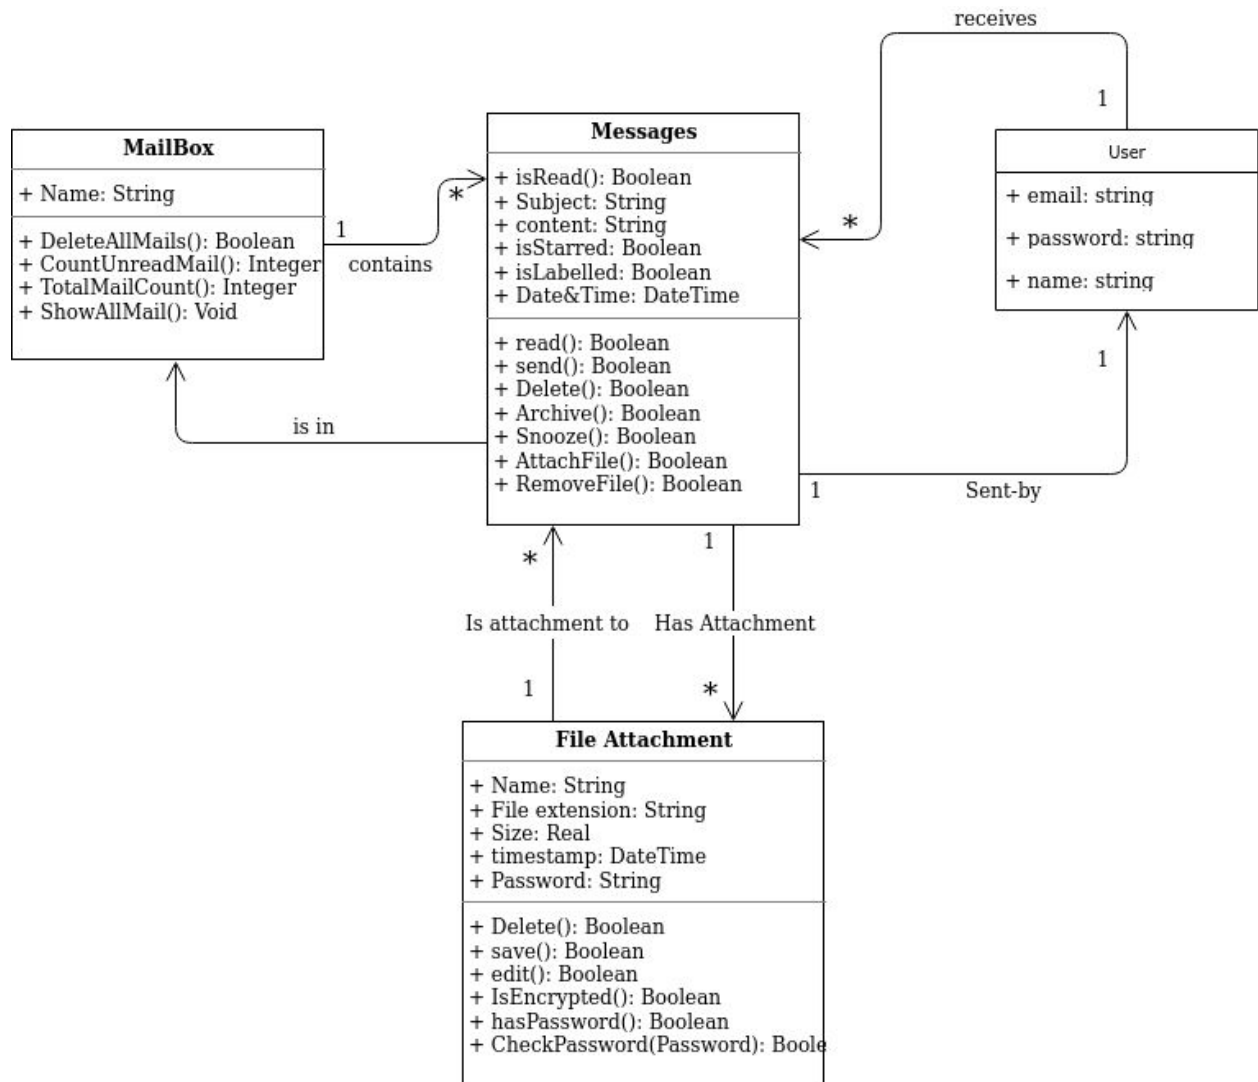 receives
1
*
MailBox
+ Name: String
+ DeleteAllMails(): Boolean
+ CountUnreadMail(): Integer
+ TotalMailCount(): Integer
+ ShowAllMail(): Void
1
*
contains
is in
Messages
+ isRead(): Boolean
+ Subject: String
+ content: String
+ isStarred: Boolean
+ isLabelled: Boolean
+ Date&Time: DateTime
+ read(): Boolean
+ send(): Boolean
+ Delete(): Boolean
+ Archive(): Boolean
+ Snooze(): Boolean
+ AttachFile(): Boolean
+ RemoveFile(): Boolean
User
+ email: string
+ password: string
+ name: string
1
1
Sent-by
*
1
Is attachment to
Has Attachment
1
*
File Attachment
+ Name: String
+ File extension: String
+ Size: Real
+ timestamp: DateTime
+ Password: String
+ Delete(): Boolean
+ save(): Boolean
+ edit(): Boolean
+ IsEncrypted(): Boolean
+ hasPassword(): Boolean
+ CheckPassword(Password): Boole